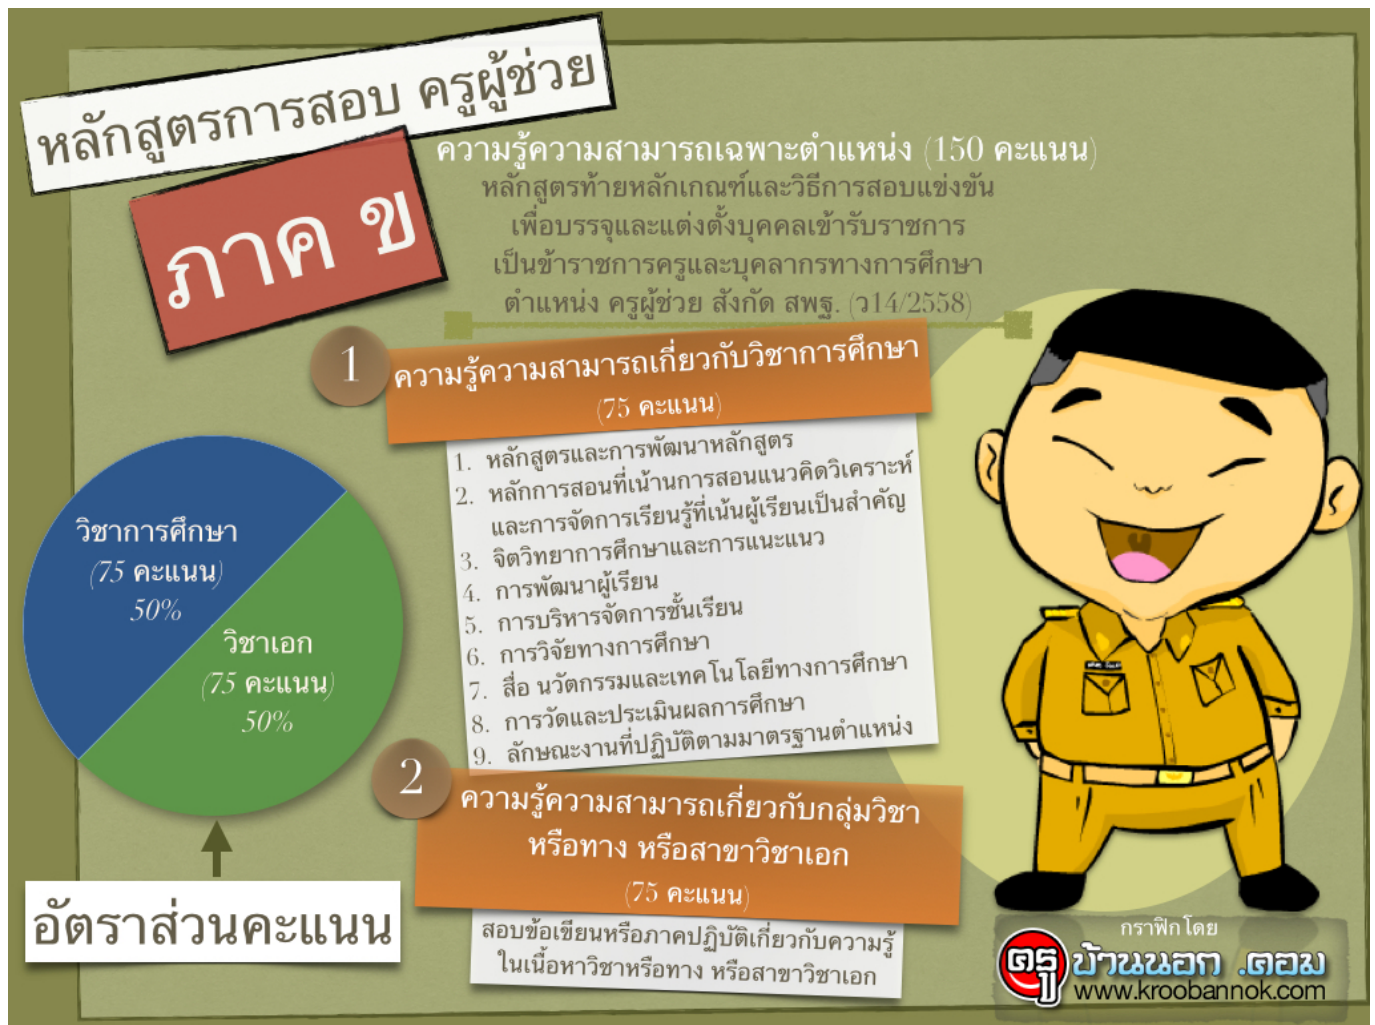 หลักสูตรการสอบ ครูผู้ช่วย
ภาค ข
ความรู้ความสามารถเฉพาะตำแหน่ง (150 คะแนน)
หลักสูตรท้ายหลักเกณฑ์และวิธีการสอบแข่งขัน
เพื่อบรรจุและแต่งตั้งบุคคลเข้ารับราชการ
เป็นข้าราชการครูและบุคลากรทางการศึกษา
ตำแหน่ง ครูผู้ช่วย สังกัด สพฐ. (ว14/2558)
1
ความรู้ความสามารถเกี่ยวกับวิชาการศึกษา
(75 คะแนน)
1. หลักสูตรและการพัฒนาหลักสูตร
2. หลักการสอนที่เน้านการสอนแนวคิดวิเคราะห์
และการจัดการเรียนรู้ที่เน้นผู้เรียนเป็นสำคัญ
3. จิตวิทยาการศึกษาและการแนะแนว
4. การพัฒนาผู้เรียน
5. การบริหารจัดการชั้นเรียน
6. การวิจัยทางการศึกษา
7. สื่อ นวัตกรรมและเทคโนโลยีทางการศึกษา
8. การวัดและประเมินผลการศึกษา
9. ลักษณะงานที่ปฏิบัติตามมาตรฐานตำแหน่ง
วิชาการศึกษา
(75 คะแนน)
50%
วิชาเอก
(75 คะแนน)
50%
อัตราส่วนคะแนน
2
ความรู้ความสามารถเกี่ยวกับกลุ่มวิชา
หรือทาง หรือสาขาวิชาเอก
(75 คะแนน)
สอบข้อเขียนหรือภาคปฏิบัติเกี่ยวกับความรู้
ในเนื้อหาวิชาหรือทาง หรือสาขาวิชาเอก
กราฟิกโดย
ครูบ้านนอก .คอม
www.kroobannok.com